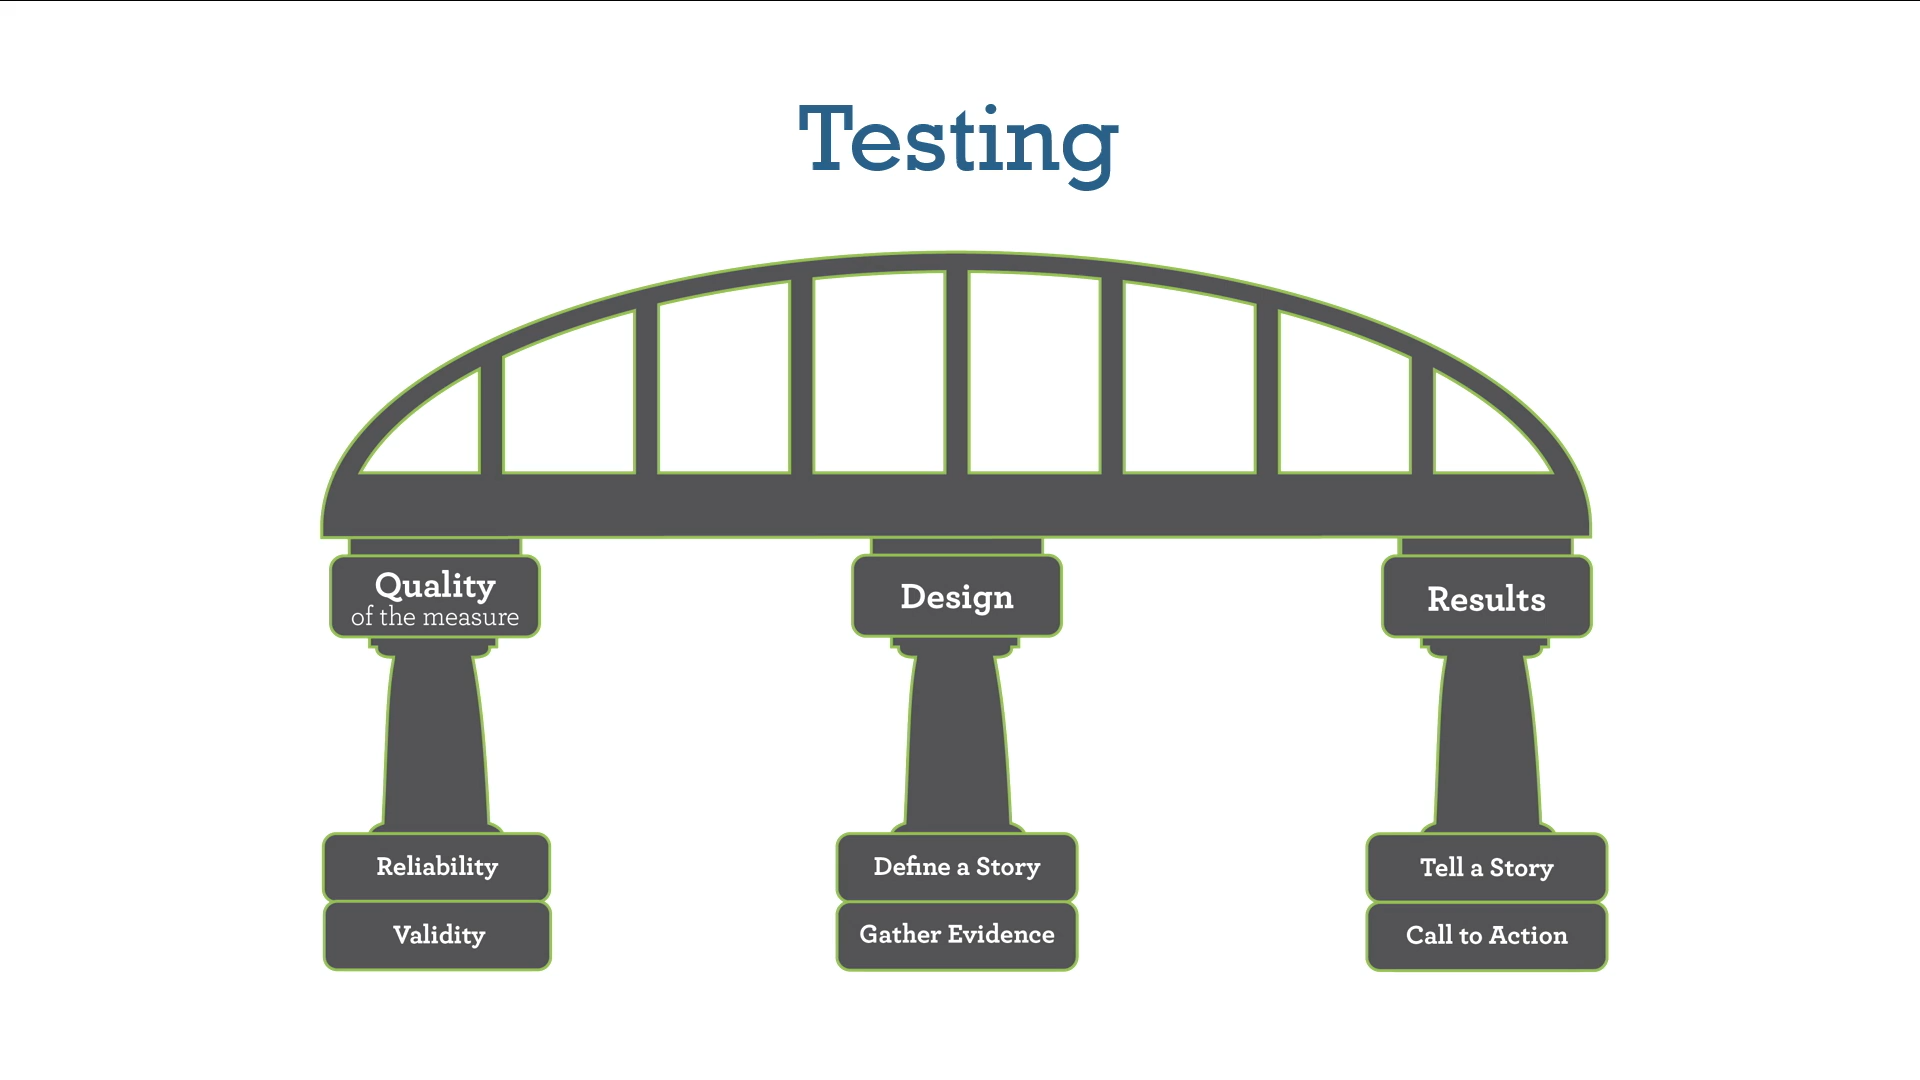 Testing
Quality
of the measure
Design
Results
Reliability
Define a Story
Tell a Story
Validity
Gather Evidence
Call to Action